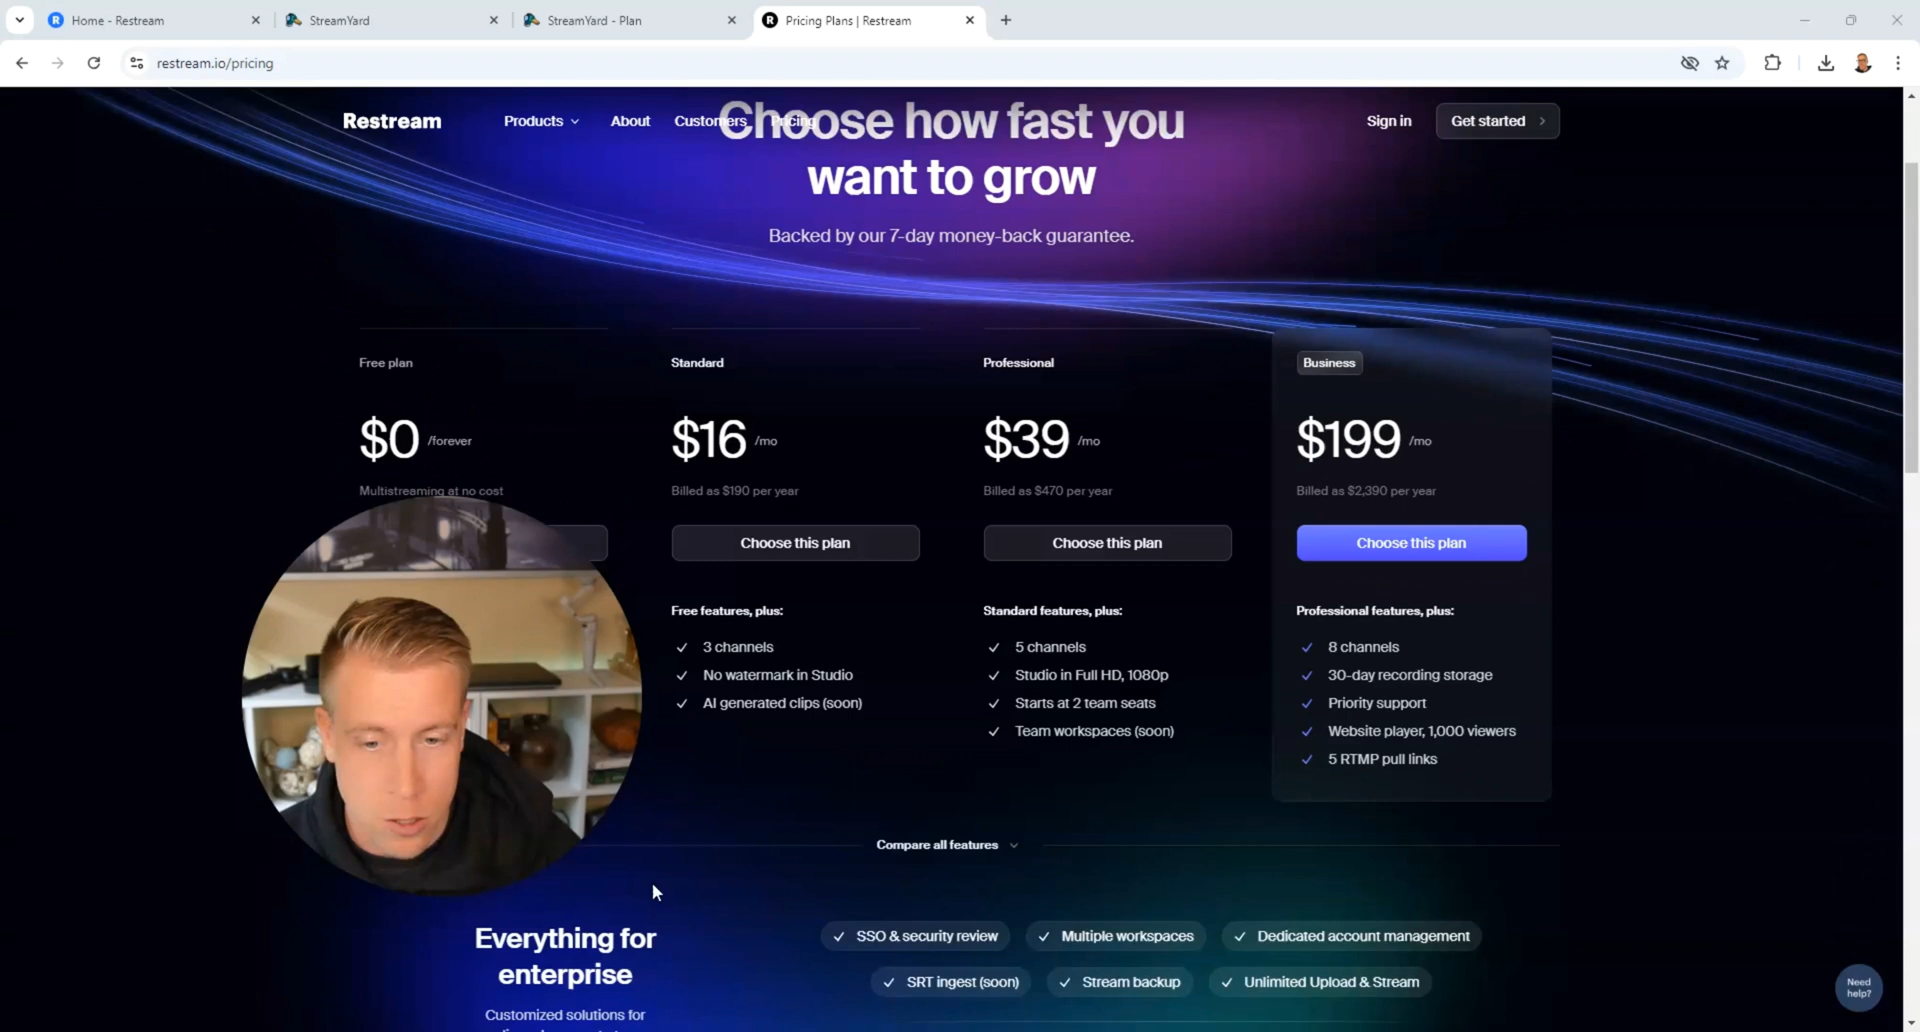 Home - Restream
StreamYard
StreamYard - Plan
Pricing Plans | Restream
restream.io/pricing
Restream
Products
About
Customers
Pricing
Sign in
Get started
Choose how fast you
want to grow
Backed by our 7-day money-back guarantee.
Free plan
$0 /forever
Multistreaming at no cost
Standard
$16 /mo
Billed as $190 per year
Choose this plan
Free features, plus:
3 channels
No watermark in Studio
AI generated clips (soon)
Professional
$39 /mo
Billed as $470 per year
Choose this plan
Standard features, plus:
5 channels
Studio in Full HD, 1080p
Starts at 2 team seats
Team workspaces (soon)
Business
$199 /mo
Billed as $2,390 per year
Choose this plan
Professional features, plus:
8 channels
30-day recording storage
Priority support
Website player, 1,000 viewers
5 RTMP pull links
Compare all features
Everything for
enterprise
Customized solutions for
SSO & security review
Multiple workspaces
Dedicated account management
SRT ingest (soon)
Stream backup
Unlimited Upload & Stream
Need
help?